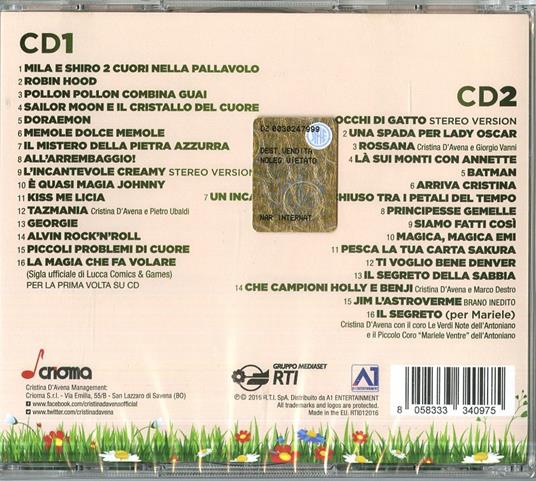 CD1
1 MILA E SHIRO 2 CUORI NELLA PALLAVOLO
2 ROBIN HOOD
3 POLLON POLLON COMBINA GUAI
4 SAILOR MOON E IL CRISTALLO DEL CUORE
5 DORAEMON
6 MEMOLE DOLCE MEMOLE
7 IL MISTERO DELLA PIETRA AZZURRA
8 ALL'ARREMBAGGIO!
9 L'INCANTEVOLE CREAMY STEREO VERSION
10 È QUASI MAGIA JOHNNY
11 KISS ME LICIA
12 TAZMANIA Cristina D'Avena e Pietro Ubaldi
13 GEORGIE
14 ALVIN ROCK'N'ROLL
15 PICCOLI PROBLEMI DI CUORE
16 LA MAGIA CHE FA VOLARE
(Sigla ufficiale di Lucca Comics & Games)
PER LA PRIMA VOLTA SU CD
DZ 0030247999
DEST.VENDITA
NOLEG.VIETATO
NAR INTERNAT.
CD2
OCCHI DI GATTO STEREO VERSION
2 UNA SPADA PER LADY OSCAR
3 ROSSANA Cristina D'Avena e Giorgio Vanni
4 LÀ SUI MONTI CON ANNETTE
5 BATMAN
6 ARRIVA CRISTINA
7 UN INCA CHIUSO TRA I PETALI DEL TEMPO
8 PRINCIPESSE GEMELLE
9 SIAMO FATTI COSÌ
10 MAGICA, MAGICA EMI
11 PESCA LA TUA CARTA SAKURA
12 TI VOGLIO BENE DENVER
13 IL SEGRETO DELLA SABBIA
14 CHE CAMPIONI HOLLY E BENJI Cristina D'Avena e Marco Destro
15 JIM L'ASTROVERME BRANO INEDITO
16 IL SEGRETO (per Mariele)
Cristina D'Avena con il coro Le Verdi Note dell'Antoniano
e il Piccolo Coro "Mariele Ventre" dell'Antoniano
crioma
Cristina D'Avena Management:
Crioma S.r.l. - Via Emilia, 55/B - San Lazzaro di Savena (BO)
www.facebook.com/cristinadavenaofficial
www.twitter.com/cristinadavena
GRUPPO MEDIASET
RTI
A1
ENTERTAINMENT
℗ © 2016 R.T.I. SpA. Distributo da A1 ENTERTAINMENT
All trademarks and logos are protected.
Made in the EU. RTI012016
8 058333 340975